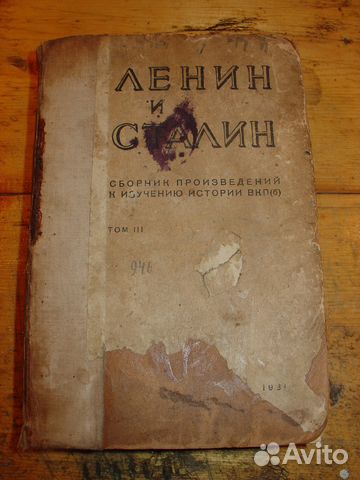 ЛЕНИН
И
СТАЛИН
СБОРНИК ПРОИЗВЕДЕНИЙ
К ИЗУЧЕНИЮ ИСТОРИИ ВКП(б)
ТОМ III
946
Avito